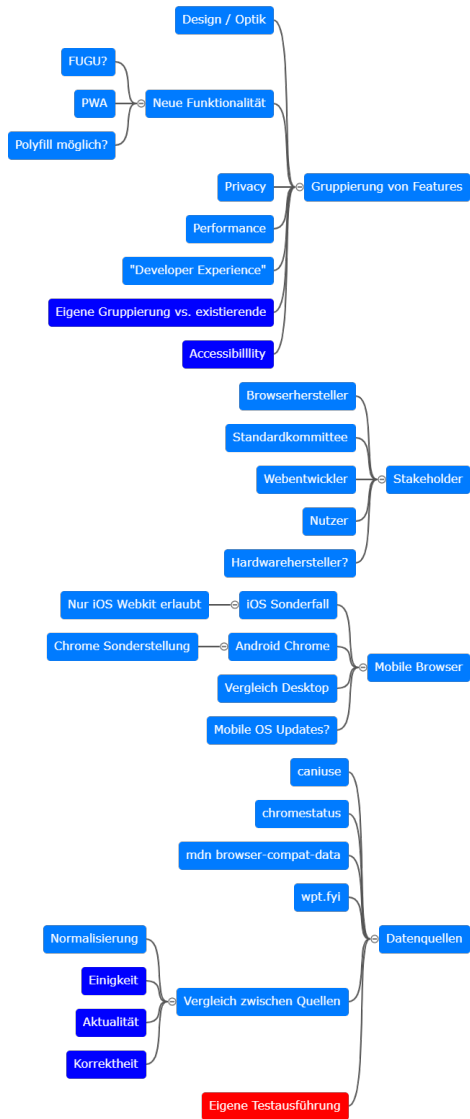 Design / Optik
FUGU?
PWA
Neue Funktionalität
Polyfill möglich?
Privacy
Gruppierung von Features
Performance
"Developer Experience"
Eigene Gruppierung vs. existierende
Accessibilllity
Browserhersteller
Standardkommittee
Webentwickler
Stakeholder
Nutzer
Hardwarehersteller?
Nur iOS Webkit erlaubt
iOS Sonderfall
Chrome Sonderstellung
Android Chrome
Mobile Browser
Vergleich Desktop
Mobile OS Updates?
caniuse
chromestatus
mdn browser-compat-data
wpt.fyi
Normalisierung
Datenquellen
Einigkeit
Vergleich zwischen Quellen
Aktualität
Korrektheit
Eigene Testausführung